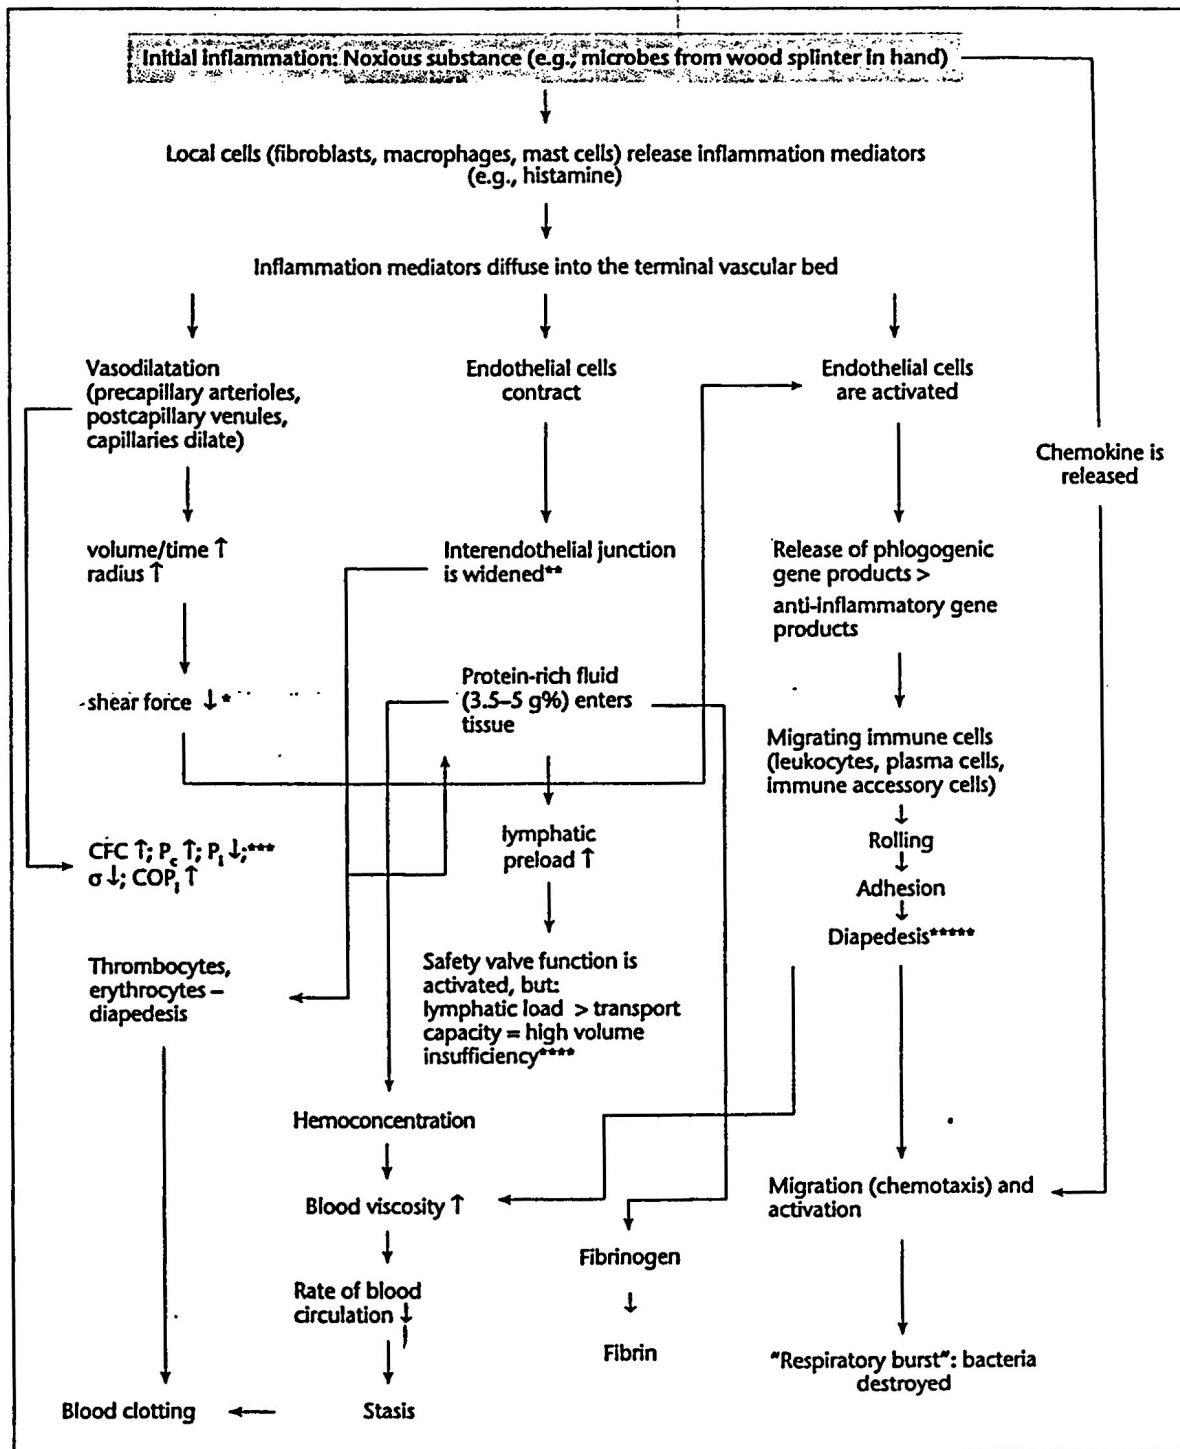 Initial inflammation: Noxious substance (e.g., microbes from wood splinter in hand)
Local cells (fibroblasts, macrophages, mast cells) release inflammation mediators
(e.g., histamine)
Inflammation mediators diffuse into the terminal vascular bed
Vasodilatation
(precapillary arterioles,
postcapillary venules,
capillaries dilate)
Endothelial cells
contract
Endothelial cells
are activated
Chemokine is
released
volume/time ↑
radius ↑
Interendothelial junction
is widened**
Release of phlogogenic
gene products >
anti-inflammatory gene
products
shear force ↓*
Protein-rich fluid
(3.5–5 g%) enters
tissue
Migrating immune cells
(leukocytes, plasma cells,
immune accessory cells)
↓
Rolling
↓
Adhesion
↓
Diapedesis*****
CFC ↑; Pc ↑; Pi ↓;***
σ ↓; COPi ↑
lymphatic
preload ↑
Thrombocytes,
erythrocytes –
diapedesis
Safety valve function is
activated, but:
lymphatic load > transport
capacity = high volume
insufficiency****
Hemoconcentration
Blood viscosity ↑
Migration (chemotaxis) and
activation
Fibrinogen
↓
Fibrin
Rate of blood
circulation ↓
"Respiratory burst": bacteria
destroyed
Blood clotting
Stasis